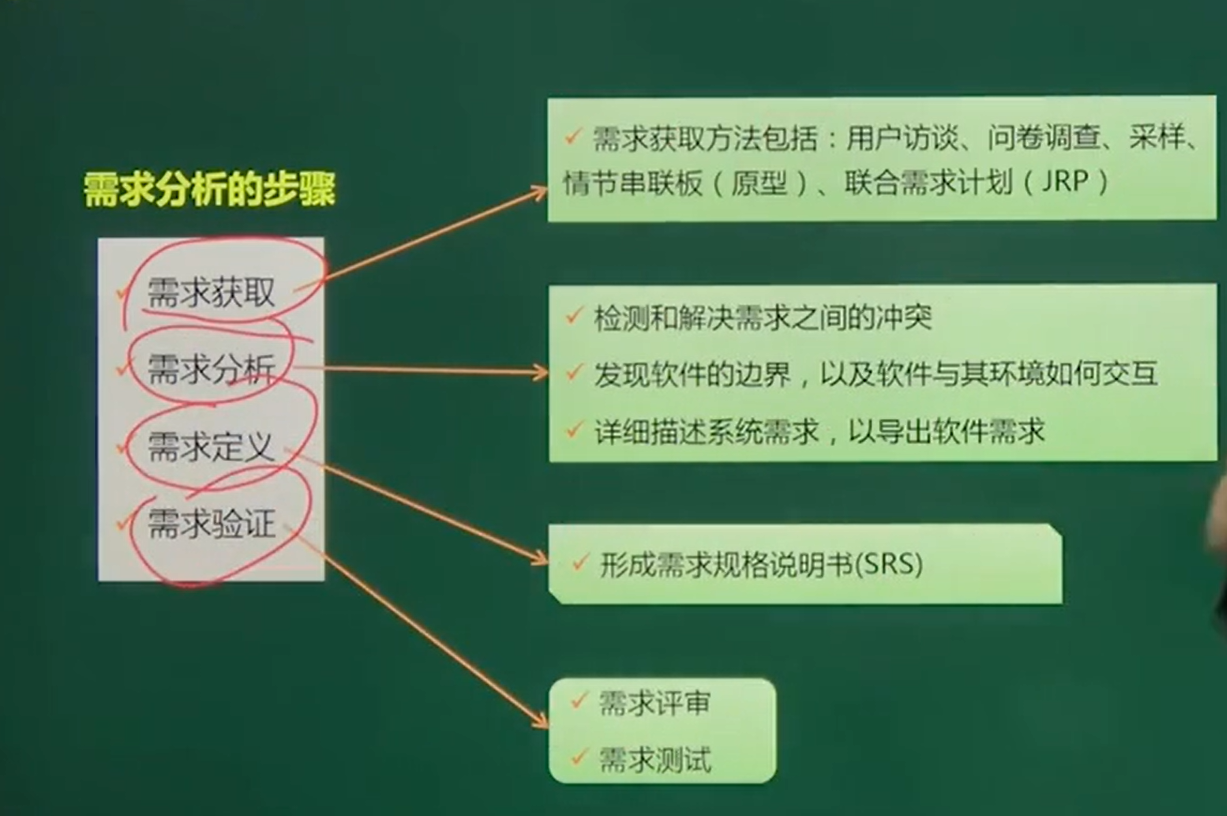 需求分析的步骤
✓ 需求获取
✓ 需求分析
✓ 需求定义
✓ 需求验证
✓ 需求获取方法包括：用户访谈、问卷调查、采样、
情节串联板（原型）、联合需求计划（JRP）
✓ 检测和解决需求之间的冲突
✓ 发现软件的边界，以及软件与其环境如何交互
✓ 详细描述系统需求，以导出软件需求
✓ 形成需求规格说明书(SRS)
✓ 需求评审
✓ 需求测试